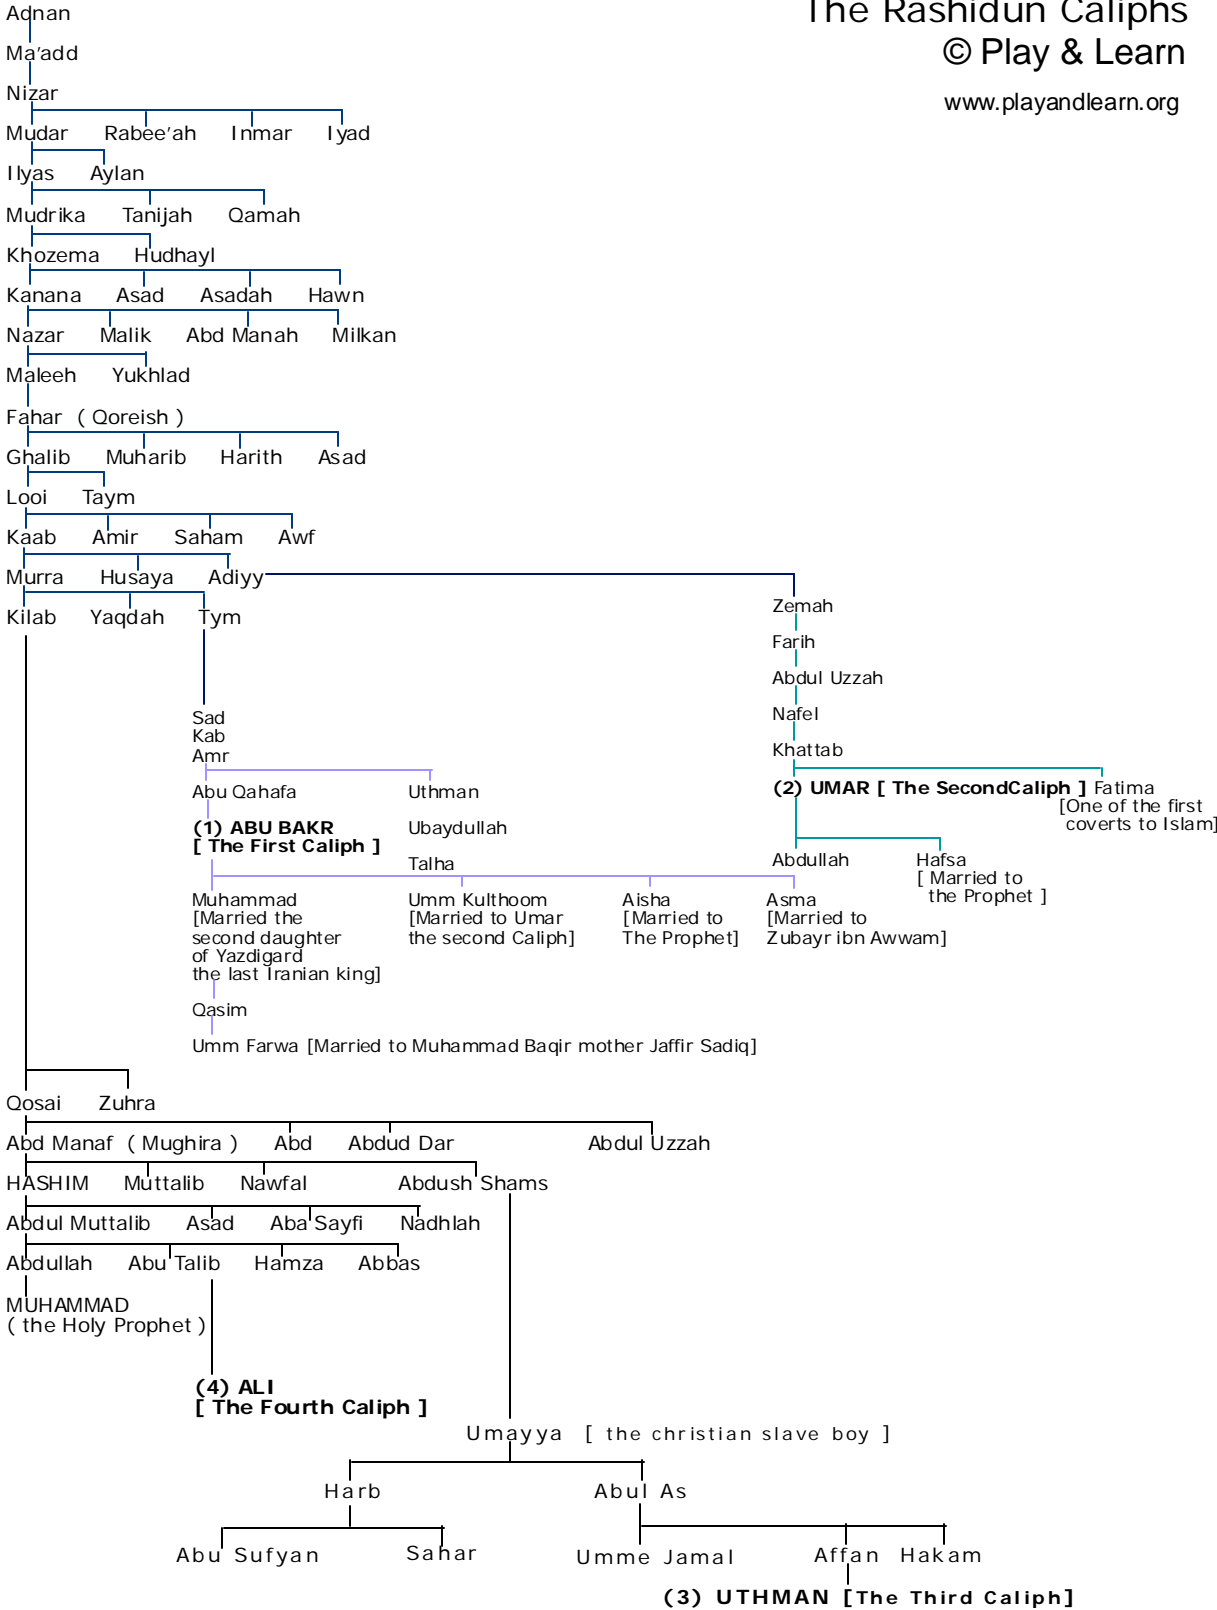 The Rashidun Caliphs
© Play & Learn
www.playandlearn.org
Adnan
Ma'add
Nizar
Mudar Rabee'ah Inmar Iyad
Ilyas Aylan
Mudrika Tanijah Qamah
Khozema Hudhayl
Kanana Asad Asadah Hawn
Nazar Malik Abd Manah Milkan
Maleeh Yukhlad
Fahar ( Qoreish )
Ghalib Muharib Harith Asad
Looi Taym
Kaab Amir Saham Awf
Murra Husaya Adiyy
Kilab Yaqdah Tym
Zemah
Farih
Abdul Uzzah
Nafel
Khattab
(2) UMAR [ The SecondCaliph ] Fatima
[One of the first
coverts to Islam]
Abdullah Hafsa
[ Married to
the Prophet ]
Sad
Kab
Amr
Abu Qahafa Uthman
(1) ABU BAKR Ubaydullah
[ The First Caliph ]
Talha
Muhammad Umm Kulthoom Aisha Asma
[Married the [Married to Umar [Married to [Married to
second daughter the second Caliph] The Prophet] Zubayr ibn Awwam]
of Yazdigard
the last Iranian king]
Qasim
Umm Farwa [Married to Muhammad Baqir mother Jaffir Sadiq]
Qosai Zuhra
Abd Manaf ( Mughira ) Abd Abdud Dar Abdul Uzzah
HASHIM Muttalib Nawfal Abdush Shams
Abdul Muttalib Asad Aba Sayfi Nadhlah
Abdullah Abu Talib Hamza Abbas
MUHAMMAD
( the Holy Prophet )
(4) ALI
[ The Fourth Caliph ]
Umayya [ the christian slave boy ]
Harb Abul As
Abu Sufyan Sahar Umme Jamal Affan Hakam
(3) UTHMAN [The Third Caliph]